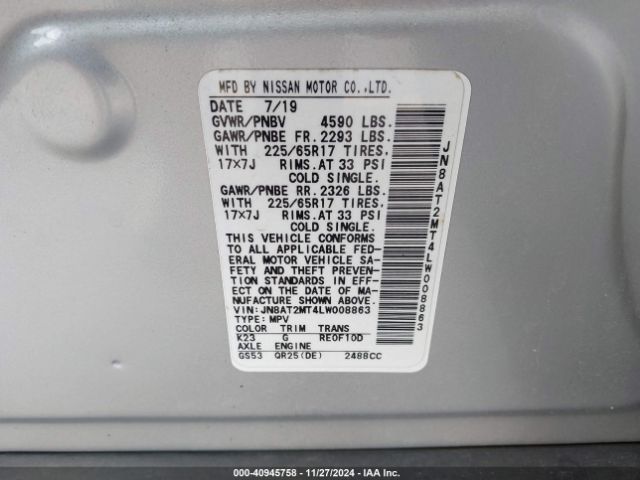 MFD BY NISSAN MOTOR CO.,LTD.
DATE 7/19
GVWR/PNBV 4590 LBS.
GAWR/PNBE FR. 2293 LBS.
WITH 225/65R17 TIRES.
17×7J RIMS. AT 33 PSI
COLD SINGLE.
GAWR/PNBE RR. 2326 LBS.
WITH 225/65R17 TIRES.
17×7J RIMS. AT 33 PSI
COLD SINGLE.
THIS VEHICLE CONFORMS
TO ALL APPLICABLE FED-
ERAL MOTOR VEHICLE SA-
FETY AND THEFT PREVEN-
TION STANDARDS IN EFF-
ECT ON THE DATE OF MA-
NUFACTURE SHOWN ABOVE.
VIN: JN8AT2MT4LW008863
TYPE: MPV
COLOR TRIM TRANS
K23 G RE0F10D
AXLE ENGINE
GS53 QR25(DE) 2488CC
JN8AT2MT4LW008863
000-40945758 - 11/27/2024 - IAA Inc.